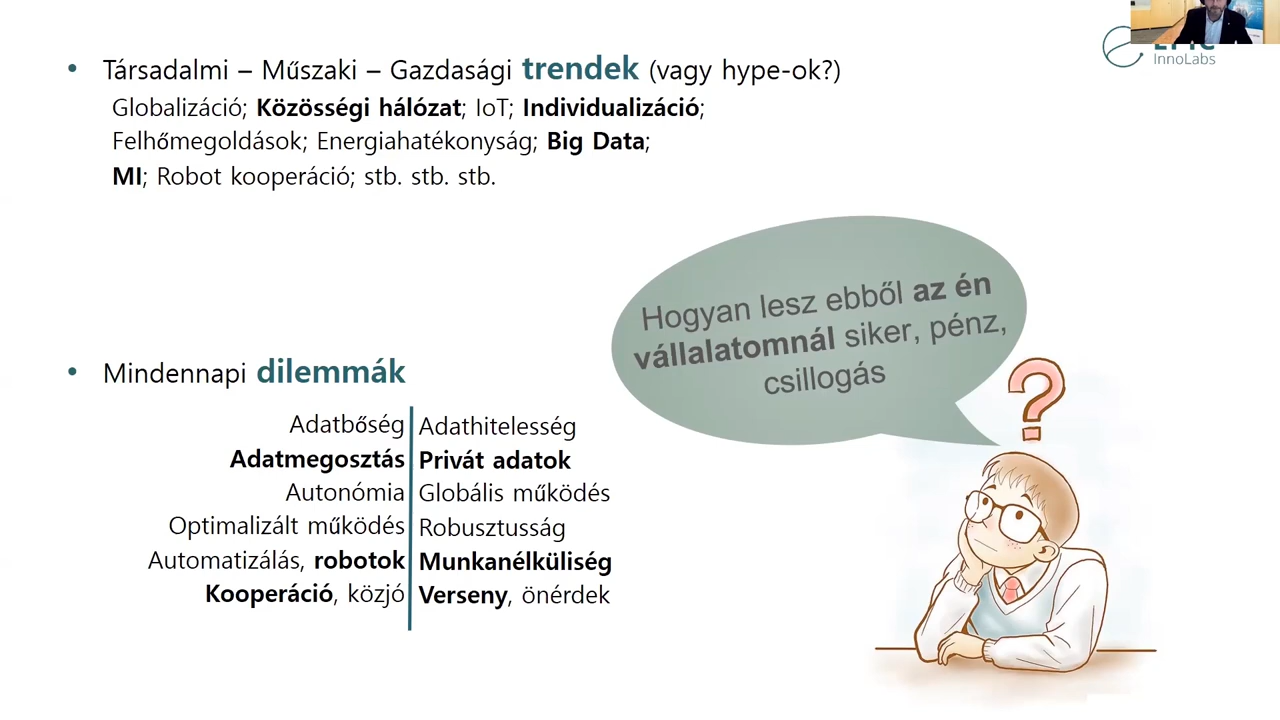 • Társadalmi – Műszaki – Gazdasági trendek (vagy hype-ok?)
Globalizáció; Közösségi hálózat; IoT; Individualizáció;
Felhőmegoldások; Energiahatékonyság; Big Data;
MI; Robot kooperáció; stb. stb. stb.
InnoLabs
Hogyan lesz ebből az én
vállalatomnál siker, pénz,
csillogás
?
• Mindennapi dilemmák
Adatbőség Adathitelesség
Adatmegosztás Privát adatok
Autonómia Globális működés
Optimalizált működés Robusztusság
Automatizálás, robotok Munkanélküliség
Kooperáció, közjó Verseny, önérdek